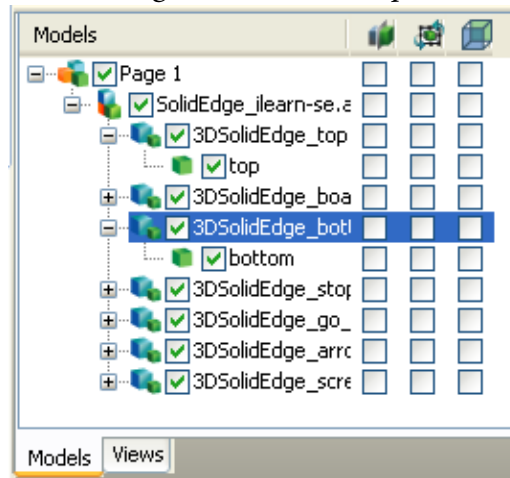 Models
Page 1
SolidEdge_ilearn-se.a
3DSolidEdge_top
top
3DSolidEdge_boa
3DSolidEdge_bott
bottom
3DSolidEdge_stop
3DSolidEdge_go_
3DSolidEdge_arro
3DSolidEdge_scre
Models Views